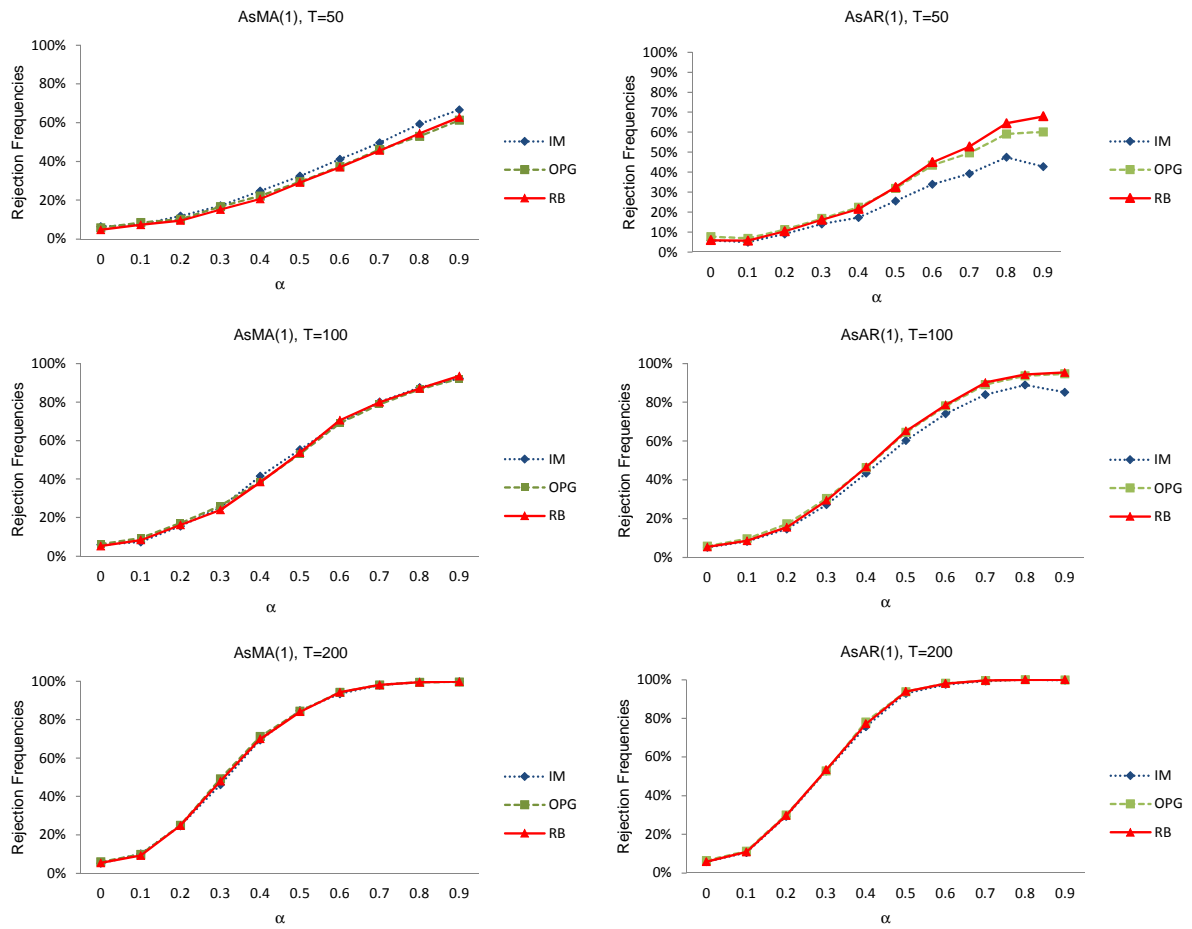 AsMA(1), T=50
100%
80%
60%
40%
20%
0%
Rejection Frequencies
0 0.1 0.2 0.3 0.4 0.5 0.6 0.7 0.8 0.9
α
IM
OPG
RB
AsAR(1), T=50
100%
90%
80%
70%
60%
50%
40%
30%
20%
10%
0%
Rejection Frequencies
0 0.1 0.2 0.3 0.4 0.5 0.6 0.7 0.8 0.9
α
IM
OPG
RB
AsMA(1), T=100
100%
80%
60%
40%
20%
0%
Rejection Frequencies
0 0.1 0.2 0.3 0.4 0.5 0.6 0.7 0.8 0.9
α
IM
OPG
RB
AsAR(1), T=100
100%
80%
60%
40%
20%
0%
Rejection Frequencies
0 0.1 0.2 0.3 0.4 0.5 0.6 0.7 0.8 0.9
α
IM
OPG
RB
AsMA(1), T=200
100%
80%
60%
40%
20%
0%
Rejection Frequencies
0 0.1 0.2 0.3 0.4 0.5 0.6 0.7 0.8 0.9
α
IM
OPG
RB
AsAR(1), T=200
100%
80%
60%
40%
20%
0%
Rejection Frequencies
0 0.1 0.2 0.3 0.4 0.5 0.6 0.7 0.8 0.9
α
IM
OPG
RB